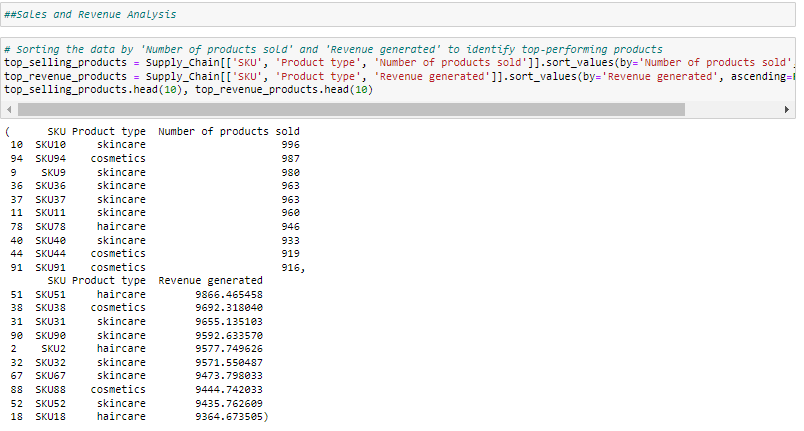 ##Sales and Revenue Analysis
# Sorting the data by 'Number of products sold' and 'Revenue generated' to identify top-performing products
top_selling_products = Supply_Chain[['SKU', 'Product type', 'Number of products sold']].sort_values(by='Number of products sold',
top_revenue_products = Supply_Chain[['SKU', 'Product type', 'Revenue generated']].sort_values(by='Revenue generated', ascending=
top_selling_products.head(10), top_revenue_products.head(10)
( SKU Product type Number of products sold
10 SKU10 skincare 996
94 SKU94 cosmetics 987
9 SKU9 skincare 980
36 SKU36 skincare 963
37 SKU37 skincare 963
11 SKU11 skincare 960
78 SKU78 haircare 946
40 SKU40 skincare 933
44 SKU44 cosmetics 919
91 SKU91 cosmetics 916,
SKU Product type Revenue generated
51 SKU51 haircare 9866.465458
38 SKU38 cosmetics 9692.318040
31 SKU31 skincare 9655.135103
90 SKU90 skincare 9592.633570
2 SKU2 haircare 9577.749626
32 SKU32 skincare 9571.550487
67 SKU67 skincare 9473.798033
88 SKU88 cosmetics 9444.742033
52 SKU52 skincare 9435.762609
18 SKU18 haircare 9364.673505)